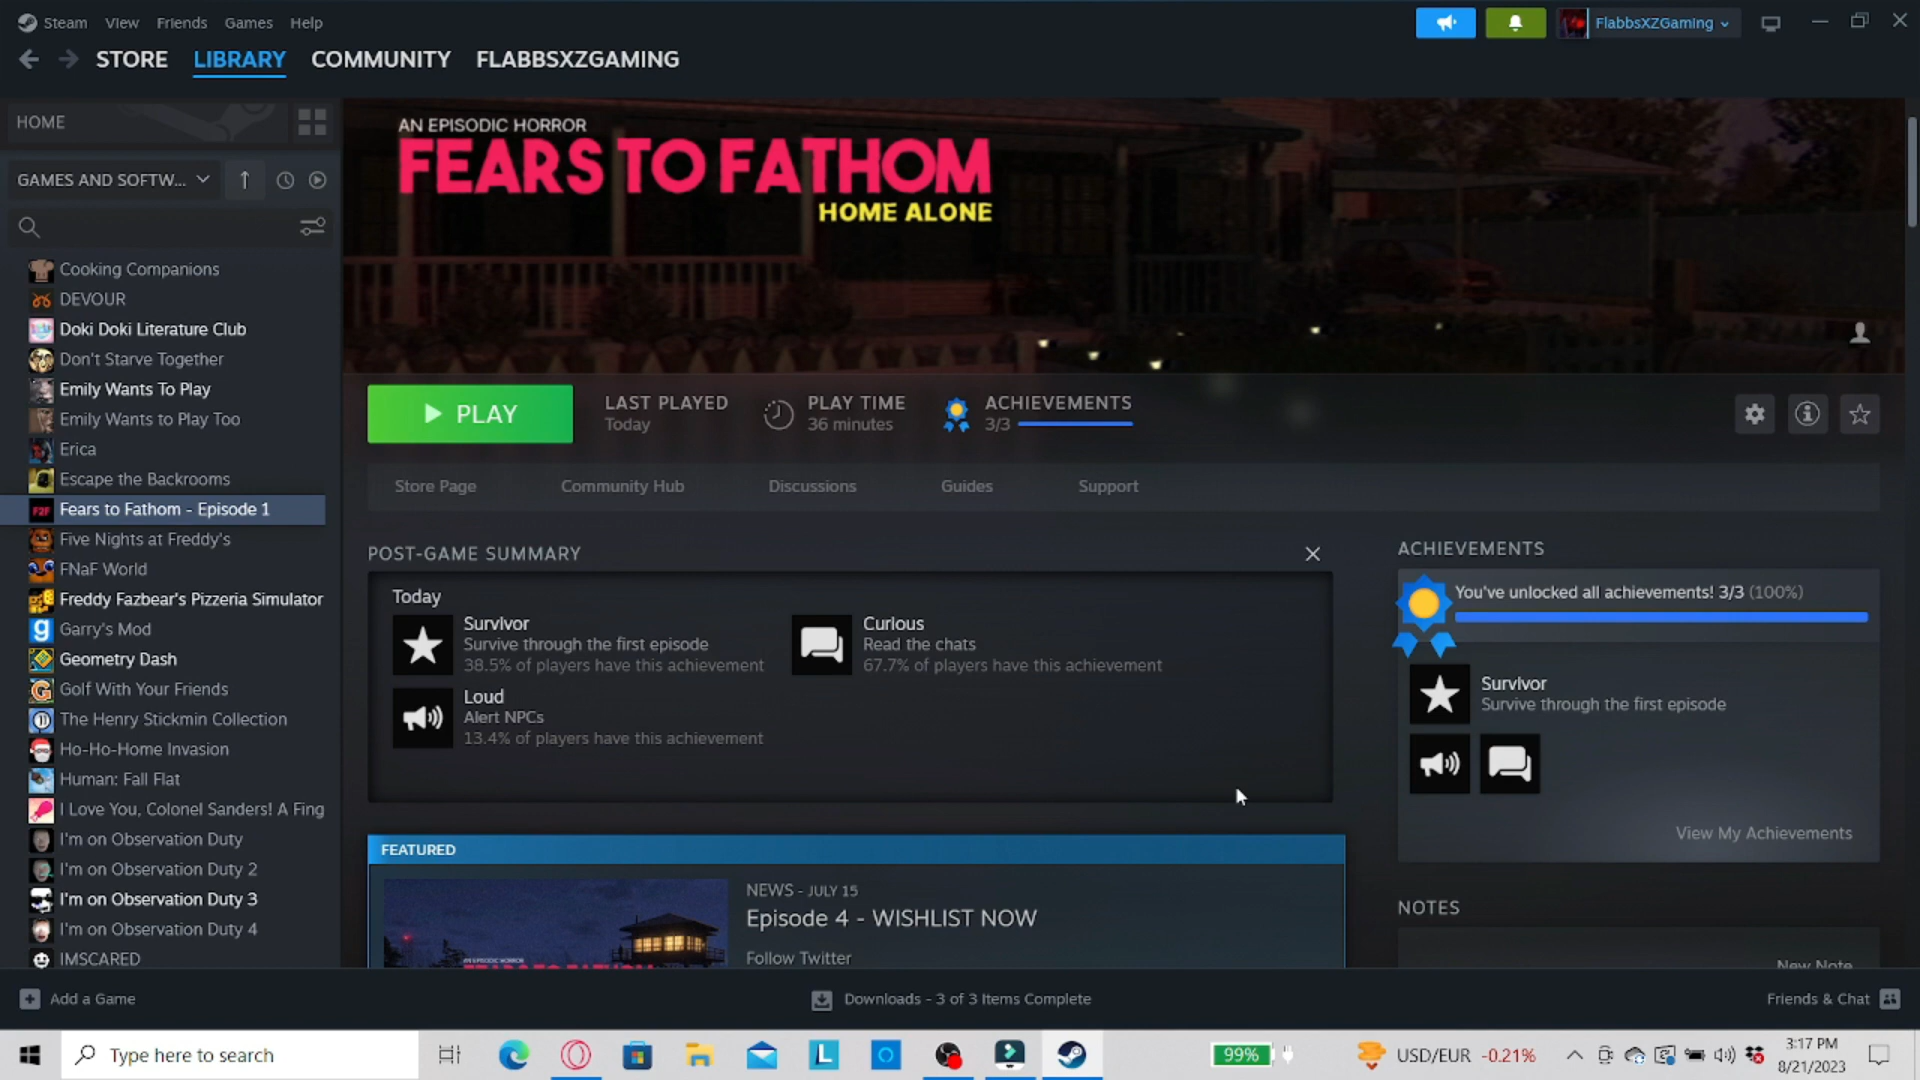 Steam View Friends Games Help
FlabbsXZGaming
STORE LIBRARY COMMUNITY FLABBSXZGAMING
HOME
GAMES AND SOFTW...
Cooking Companions
DEVOUR
Doki Doki Literature Club
Don't Starve Together
Emily Wants To Play
Emily Wants to Play Too
Erica
Escape the Backrooms
F2F Fears to Fathom - Episode 1
Five Nights at Freddy's
FNaF World
Freddy Fazbear's Pizzeria Simulator
Garry's Mod
Geometry Dash
Golf With Your Friends
The Henry Stickmin Collection
Ho-Ho-Home Invasion
Human: Fall Flat
I Love You, Colonel Sanders! A Fing
I'm on Observation Duty
I'm on Observation Duty 2
I'm on Observation Duty 3
I'm on Observation Duty 4
IMSCARED
AN EPISODIC HORROR
FEARS TO FATHOM
HOME ALONE
PLAY
LAST PLAYED
Today
PLAY TIME
36 minutes
ACHIEVEMENTS
3/3
Store Page Community Hub Discussions Guides Support
POST-GAME SUMMARY
Today
Survivor
Survive through the first episode
38.5% of players have this achievement
Curious
Read the chats
67.7% of players have this achievement
Loud
Alert NPCs
13.4% of players have this achievement
FEATURED
NEWS - JULY 15
Episode 4 - WISHLIST NOW
Follow Twitter
AN EPISODIC HORROR
FEARS TO FATHOM
ACHIEVEMENTS
You've unlocked all achievements! 3/3 (100%)
Survivor
Survive through the first episode
View My Achievements
NOTES
New Note
Add a Game
Downloads - 3 of 3 Items Complete
Friends & Chat
Type here to search
99%
USD/EUR -0.21%
3:17 PM
8/21/2023